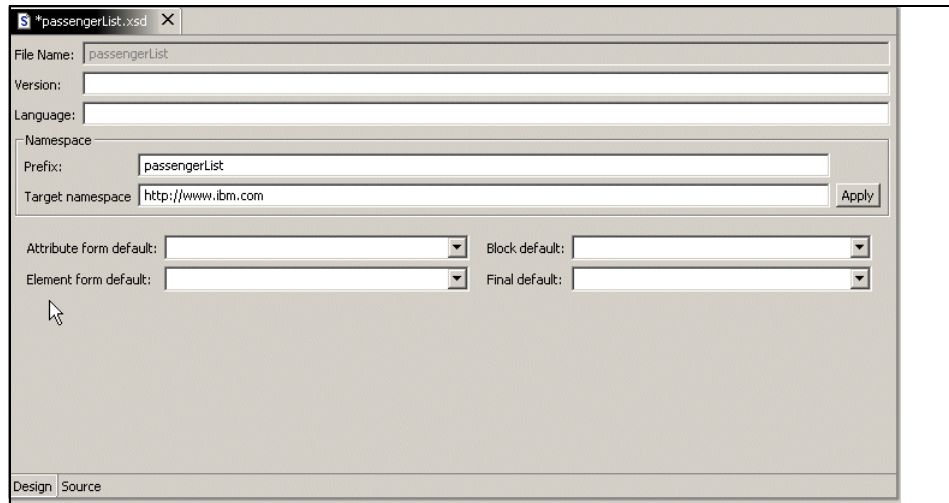 S *passengerList.xsd X
File Name: passengerList
Version:
Language:
Namespace
Prefix: passengerList
Target namespace http://www.ibm.com Apply
Attribute form default: Block default:
Element form default: Final default:
Design Source